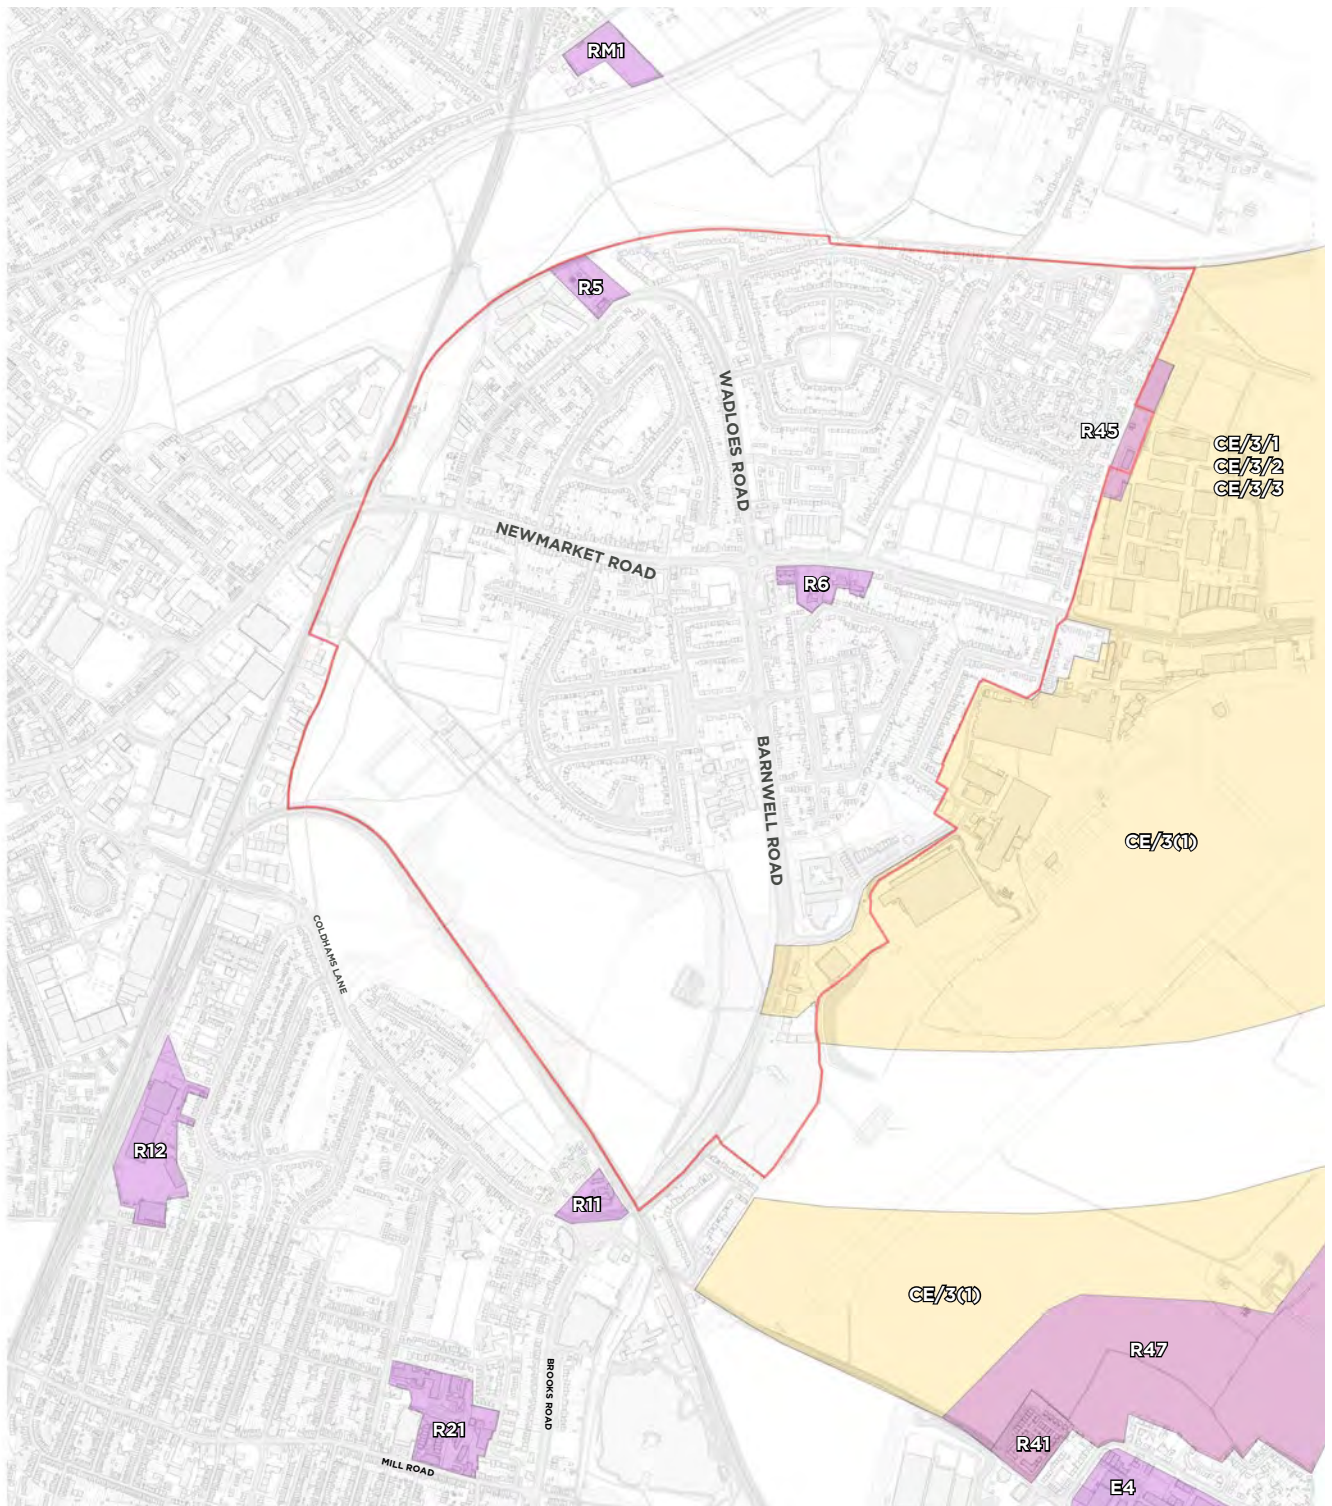 RM1
R5
WADLOES ROAD
R45
CE/3/1
CE/3/2
CE/3/3
NEWMARKET ROAD
R6
BARNWELL ROAD
CE/3(1)
COLDHAMS LANE
R12
R11
CE/3(1)
R47
BROOKS ROAD
R21
R41
MILL ROAD
E4